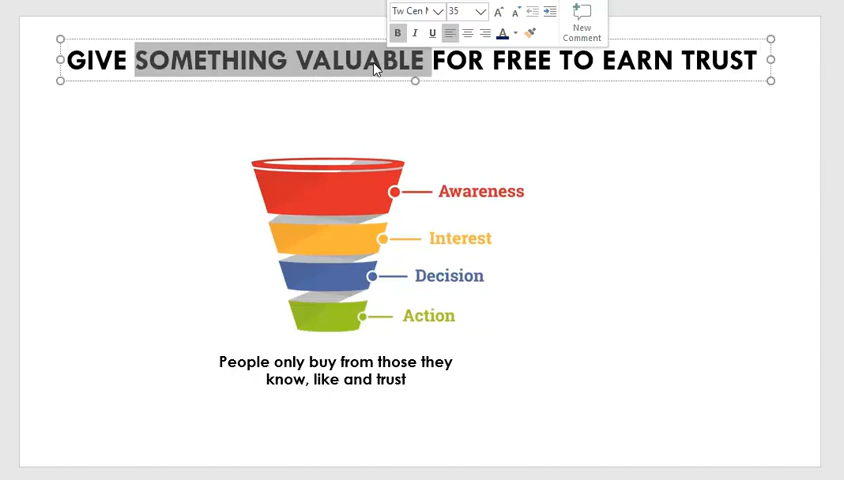 Tw Cen 35
B I U A
New
Comment
GIVE SOMETHING VALUABLE FOR FREE TO EARN TRUST
Awareness
Interest
Decision
Action
People only buy from those they
know, like and trust